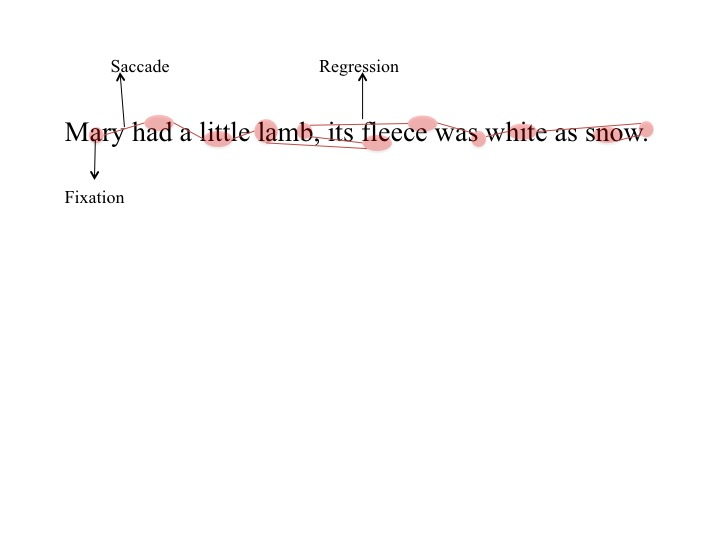 Saccade Regression
Mary had a little lamb, its fleece was white as snow.
Fixation